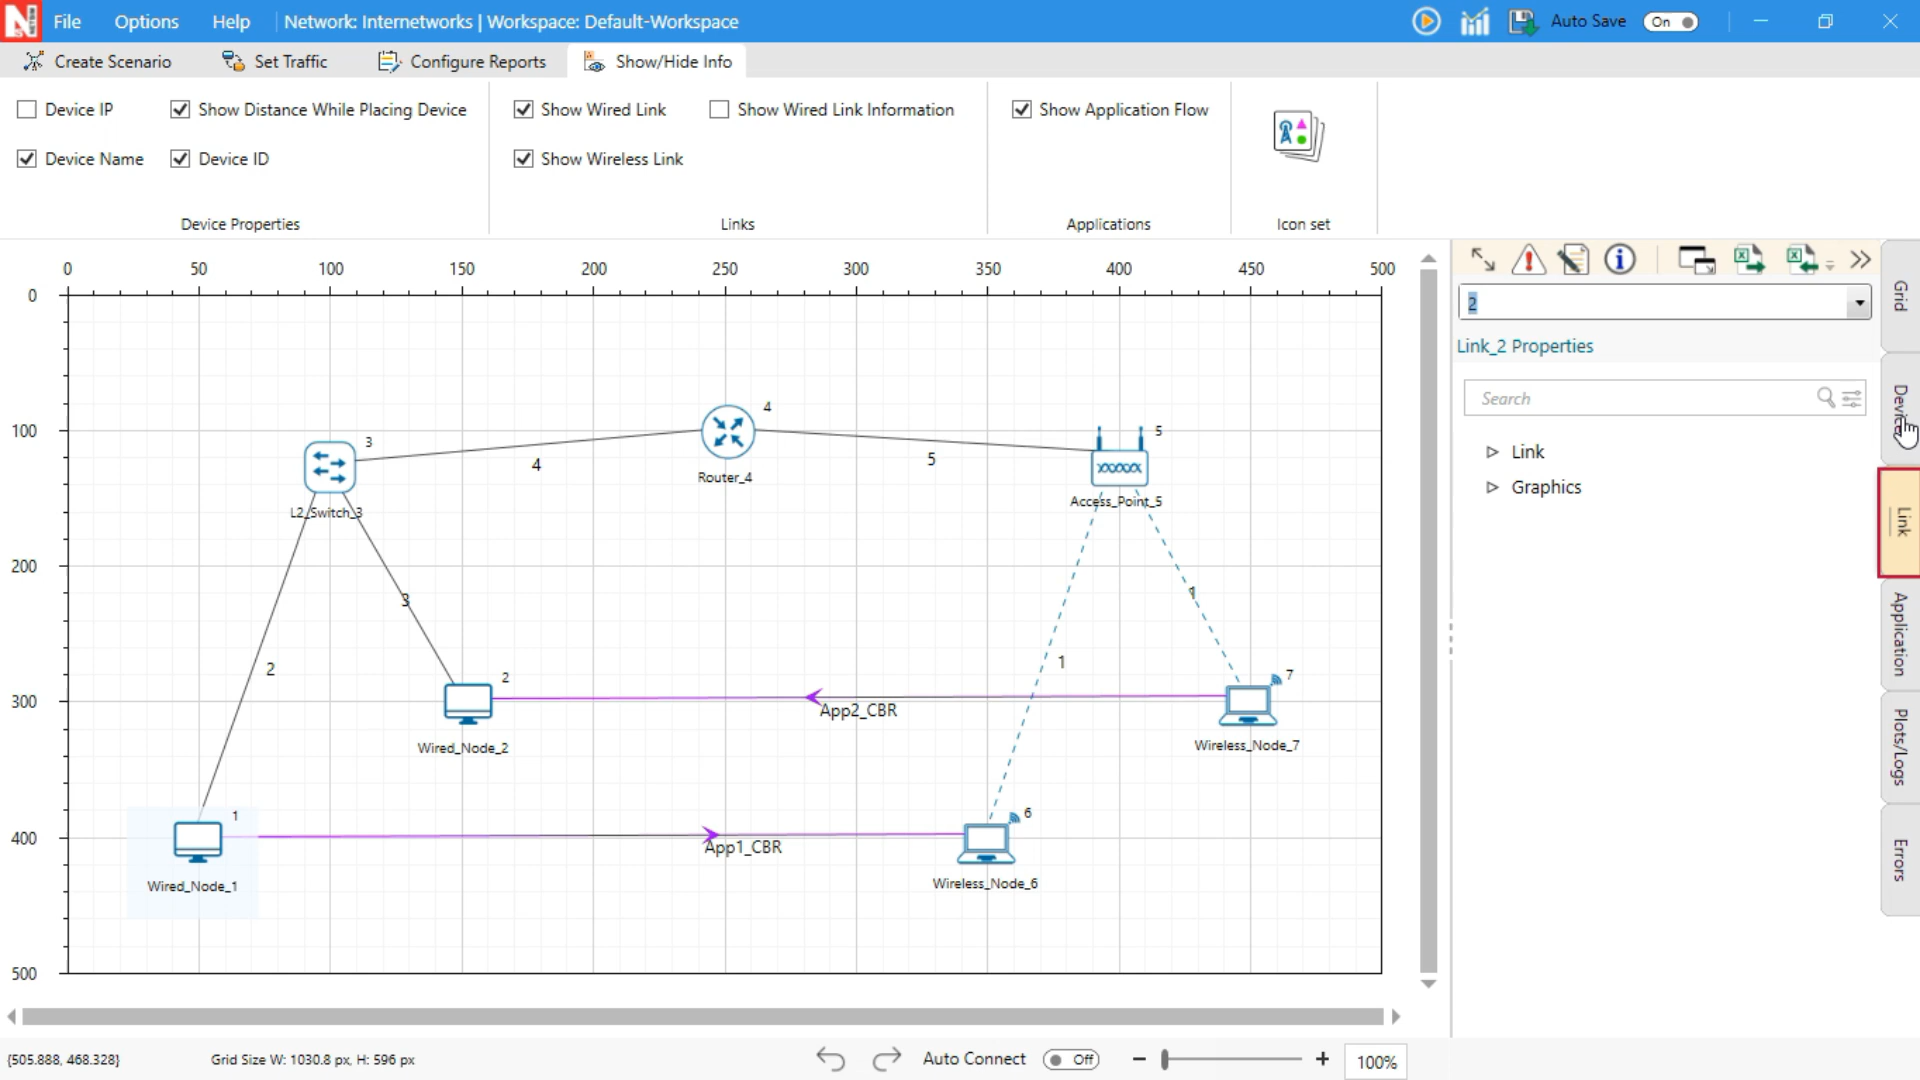 File Options Help Network: Internetworks | Workspace: Default-Workspace Auto Save On
Create Scenario Set Traffic Configure Reports Show/Hide Info
Device IP Show Distance While Placing Device Show Wired Link Show Wired Link Information Show Application Flow
Device Name Device ID Show Wireless Link
Device Properties Links Applications Icon set
0 50 100 150 200 250 300 350 400 450 500
0
100
200
300
400
500
2
Link_2 Properties
Search
Link
Graphics
Grid
Device
Link
Application
Plots/Logs
Errors
4
Router_4
3
L2_Switch_3
5
Access_Point_5
4
5
3
2
1
1
2
Wired_Node_2
App2_CBR
7
Wireless_Node_7
1
Wired_Node_1
App1_CBR
6
Wireless_Node_6
{505.888, 468.328} Grid Size W: 1030.8 px, H: 596 px Auto Connect Off 100%